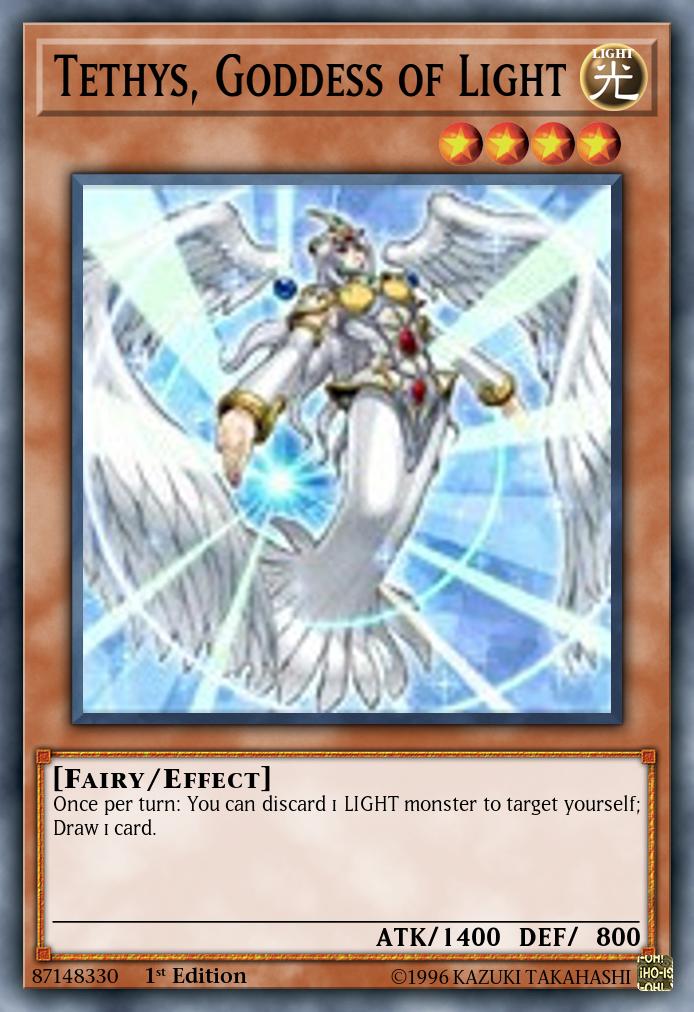 Tethys, Goddess of Light
LIGHT
光
[Fairy/Effect]
Once per turn: You can discard 1 LIGHT monster to target yourself;
Draw 1 card.
ATK/1400 DEF/ 800
87148330 1st Edition ©1996 KAZUKI TAKAHASHI